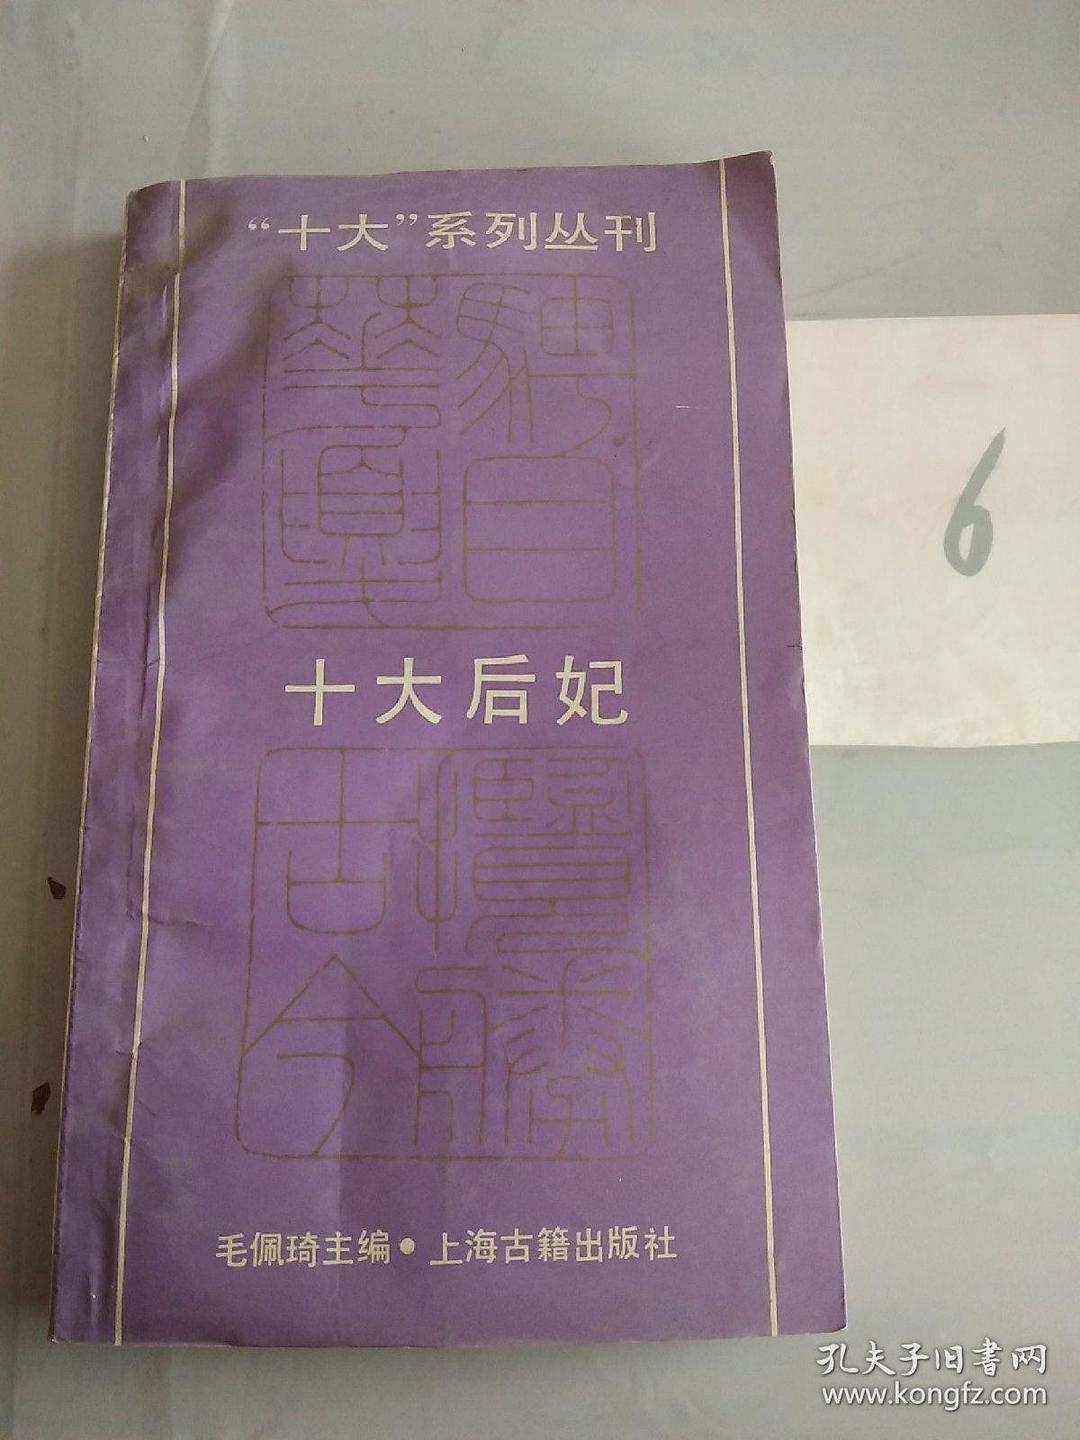 “十大”系列丛刊
十大后妃
毛佩琦主编·上海古籍出版社
6
孔夫子旧書网
www.kongfz.com